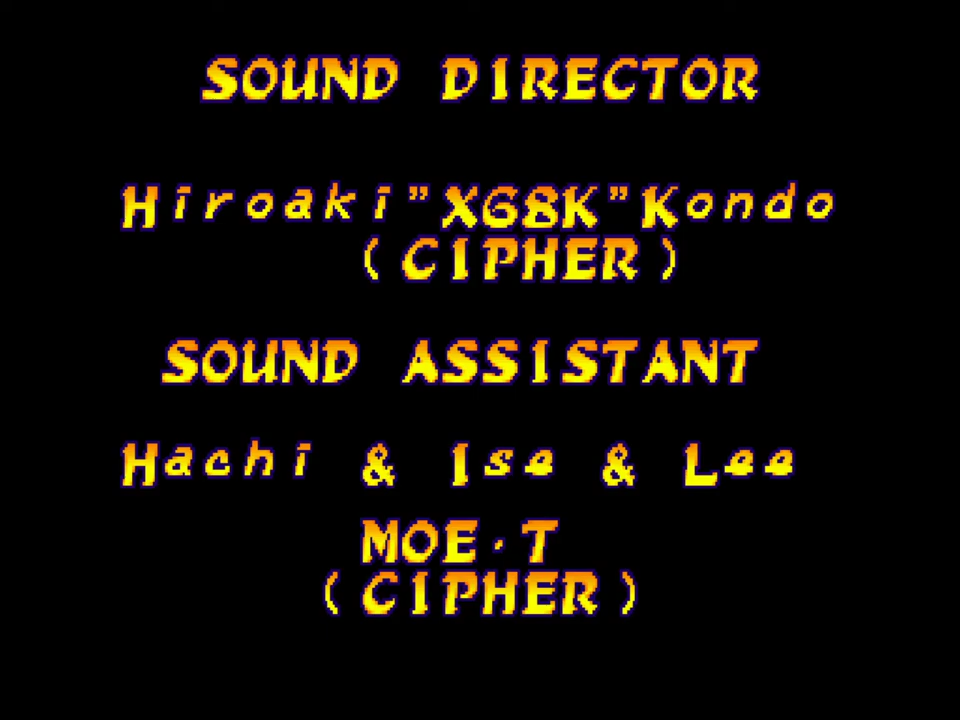 SOUND DIRECTOR
Hiroaki"X68K"Kondo
(CIPHER)
SOUND ASSISTANT
Hachi & Ise & Lee
MOE·T
(CIPHER)